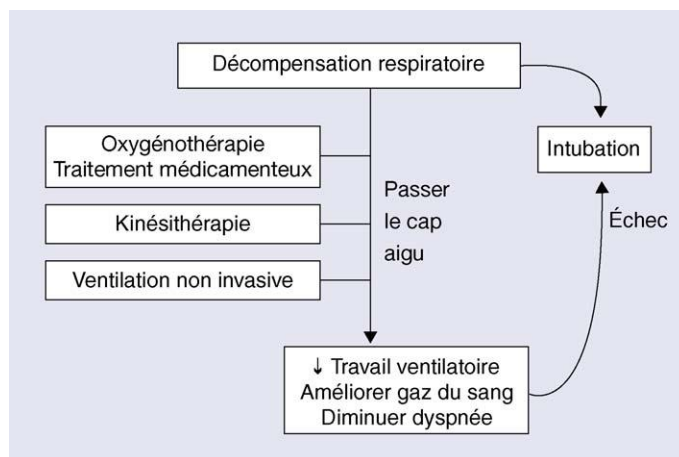 Décompensation respiratoire
Oxygénothérapie
Traitement médicamenteux
Intubation
Passer
le cap
aigu
Kinésithérapie
Échec
Ventilation non invasive
↓ Travail ventilatoire
Améliorer gaz du sang
Diminuer dyspnée